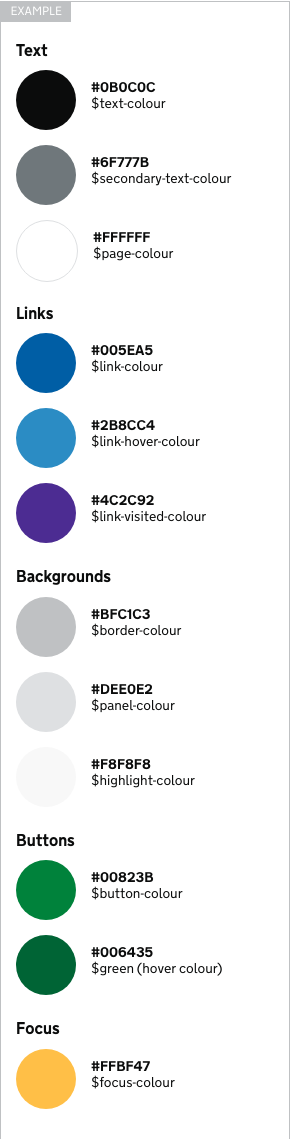 EXAMPLE
Text
#0B0C0C
$text-colour
#6F777B
$secondary-text-colour
#FFFFFF
$page-colour
Links
#005EA5
$link-colour
#2B8CC4
$link-hover-colour
#4C2C92
$link-visited-colour
Backgrounds
#BFC1C3
$border-colour
#DEE0E2
$panel-colour
#F8F8F8
$highlight-colour
Buttons
#00823B
$button-colour
#006435
$green (hover colour)
Focus
#FFBF47
$focus-colour